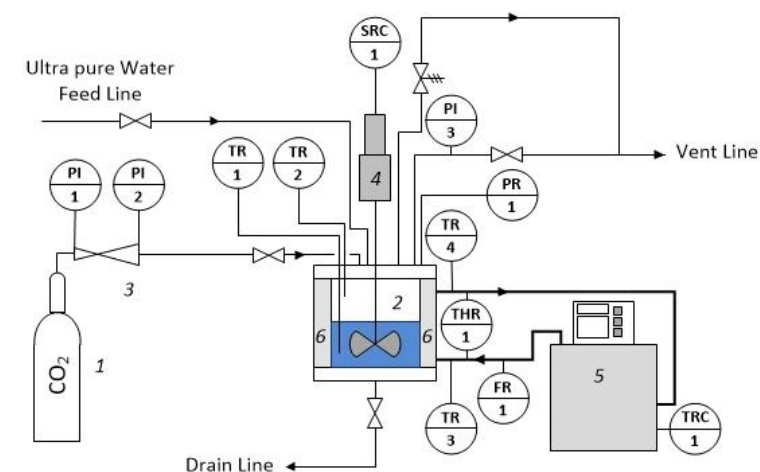 SRC
1
Ultra pure Water
Feed Line
PI
3
Vent Line
TR
1
TR
2
4
PI
1
PI
2
PR
1
TR
4
3
2
6
6
THR
1
CO₂
1
5
FR
1
TR
3
TRC
1
Drain Line